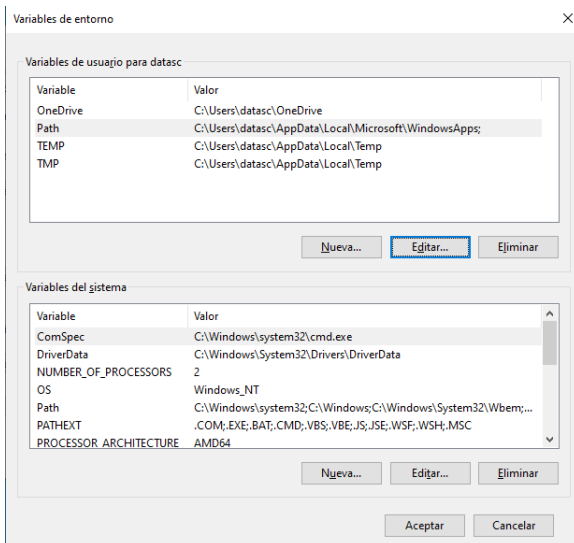 Variables de entorno
Variables de usuario para datasc
Variable Valor
OneDrive C:\Users\datasc\OneDrive
Path C:\Users\datasc\AppData\Local\Microsoft\WindowsApps;
TEMP C:\Users\datasc\AppData\Local\Temp
TMP C:\Users\datasc\AppData\Local\Temp
Nueva... Editar... Eliminar
Variables del sistema
Variable Valor
ComSpec C:\Windows\system32\cmd.exe
DriverData C:\Windows\System32\Drivers\DriverData
NUMBER_OF_PROCESSORS 2
OS Windows_NT
Path C:\Windows\system32;C:\Windows;C:\Windows\System32\Wbem;...
PATHEXT .COM;.EXE;.BAT;.CMD;.VBS;.VBE;.JS;.JSE;.WSF;.WSH;.MSC
PROCESSOR_ARCHITECTURE AMD64
Nueva... Editar... Eliminar
Aceptar Cancelar